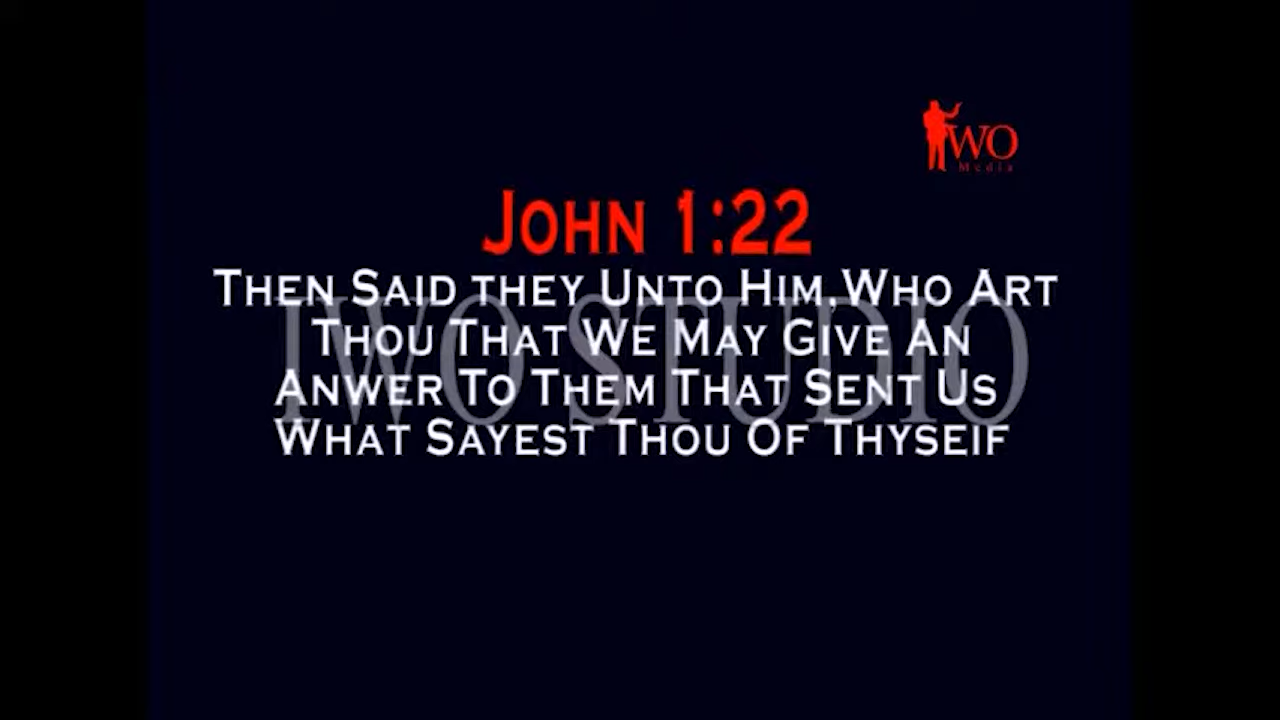 IWO
Media
John 1:22
Then Said they Unto Him,Who Art
Thou That We May Give An
Anwer To Them That Sent Us
What Sayest Thou Of Thyseif
IWO STUDIO